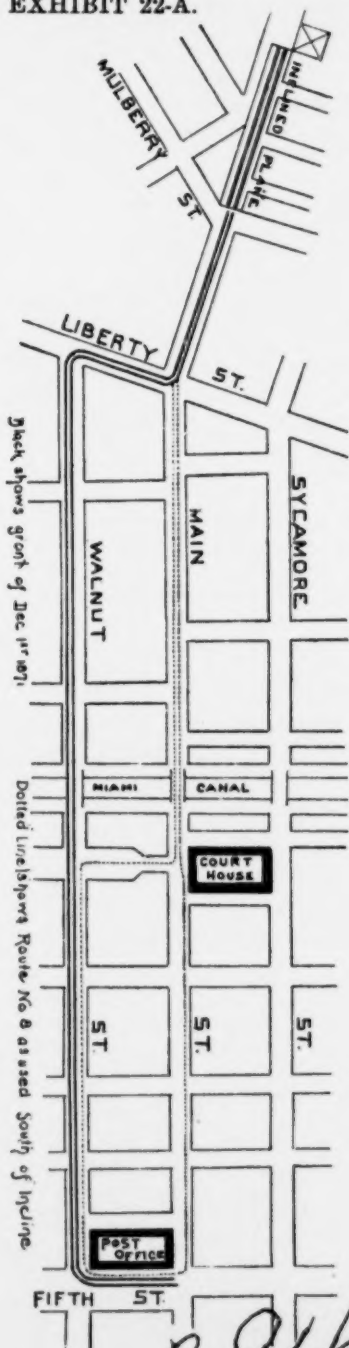 EXHIBIT 22-A.
MULBERRY
ST.
INCLINED
PLANE
LIBERTY
ST.
SYCAMORE
MAIN
WALNUT
Black shows grant of Dec 1st 1871
MIAMI
CANAL
COURT
HOUSE
Dotted Line shows Route No 8 as used South of Incline
ST.
ST.
ST.
POST
OFFICE
FIFTH ST.